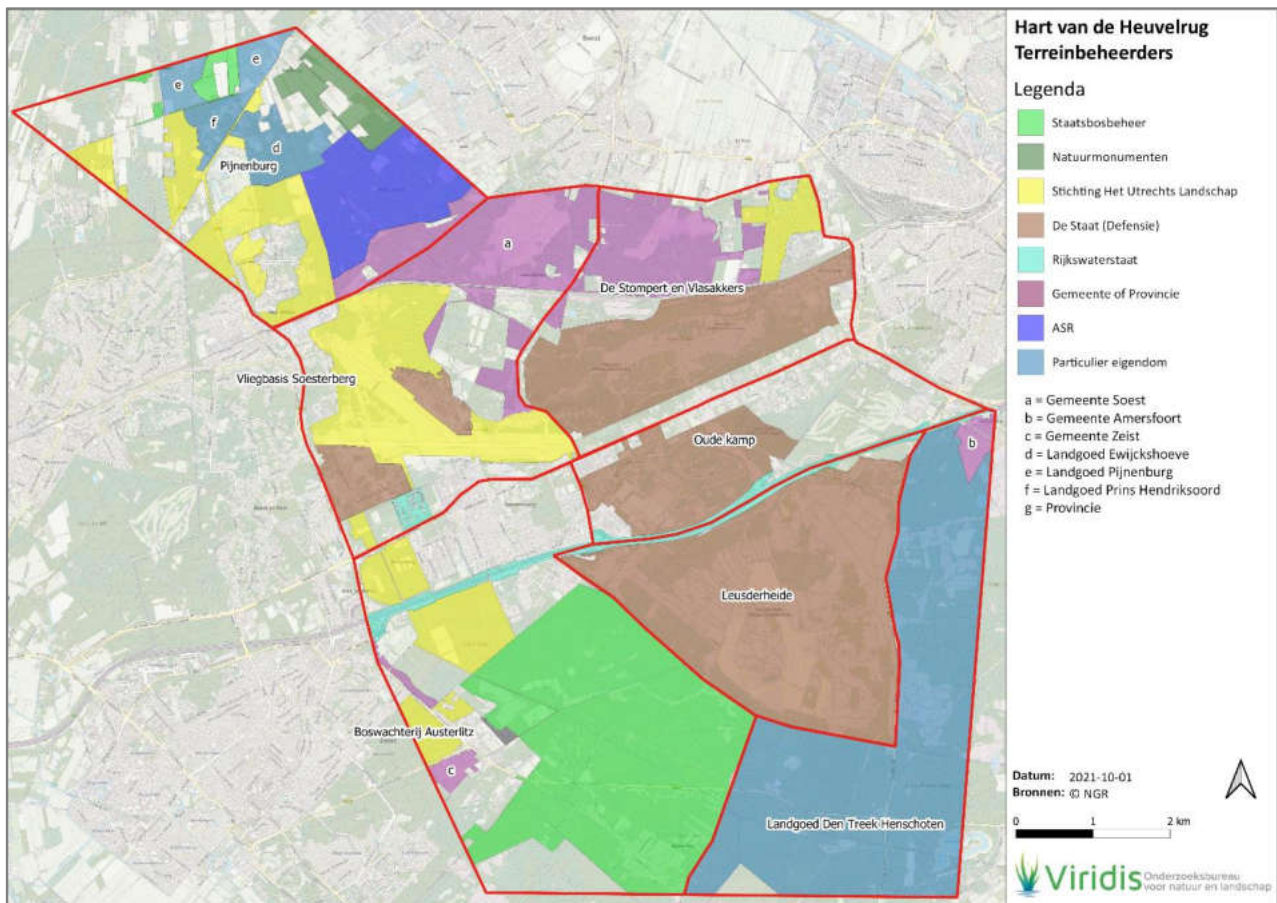 Hart van de Heuvelrug
Terreinbeheerders
Legenda
Staatsbosbeheer
Natuurmonumenten
Stichting Het Utrechts Landschap
De Staat (Defensie)
Rijkswaterstaat
Gemeente of Provincie
ASR
Particulier eigendom
a = Gemeente Soest
b = Gemeente Amersfoort
c = Gemeente Zeist
d = Landgoed Ewijckshoeve
e = Landgoed Pijnenburg
f = Landgoed Prins Hendriksoord
g = Provincie
e
e
f
d
Pijnenburg
a
De Stompert en Vlasakkers
Vliegbasis Soesterberg
Oude kamp
b
Leusderheide
Boswachterij Austerlitz
c
Landgoed Den Treek Henschoten
Datum: 2021-10-01
Bronnen: © NGR
0 1 2 km
Viridis Onderzoeksbureau
voor natuur en landschap